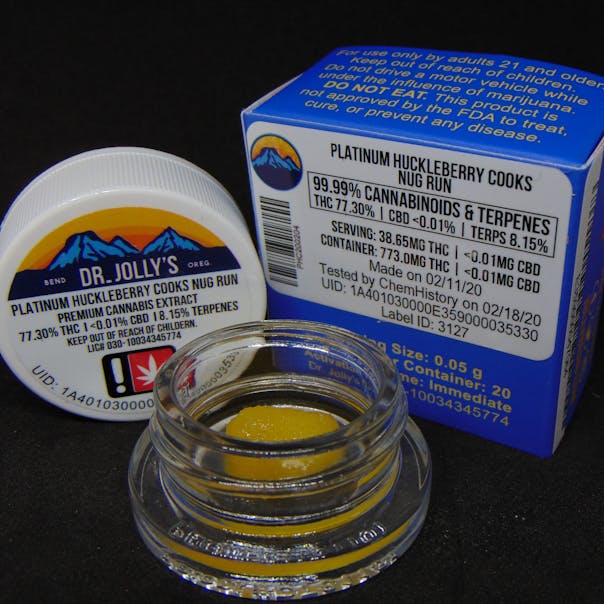 For use only by adults 21 and older.
Keep out of reach of children.
Do not drive a motor vehicle while
under the influence of marijuana.
DO NOT EAT. This product is
not approved by the FDA to treat,
cure, or prevent any disease.
PLATINUM HUCKLEBERRY COOKS
NUG RUN
99.99% CANNABINOIDS & TERPENES
THC 77.30% | CBD <0.01% | TERPS 8.15%
SERVING: 38.65MG THC | <0.01MG CBD
CONTAINER: 773.0MG THC | <0.01MG CBD
Made on 02/11/20
Tested by ChemHistory on 02/18/20
UID: 1A401030000E359000035330
Label ID: 3127
Size: 0.05 g
Container: 20
Immediate
-10034345774
Activation
Dr. Jolly's
BEND DR. JOLLY'S OREG.
PLATINUM HUCKLEBERRY COOKS NUG RUN
PREMIUM CANNABIS EXTRACT
77.30% THC | <0.01% CBD | 8.15% TERPENES
KEEP OUT OF REACH OF CHILDERN.
LIC# 030-10034345774
!
UID: 1A401030000